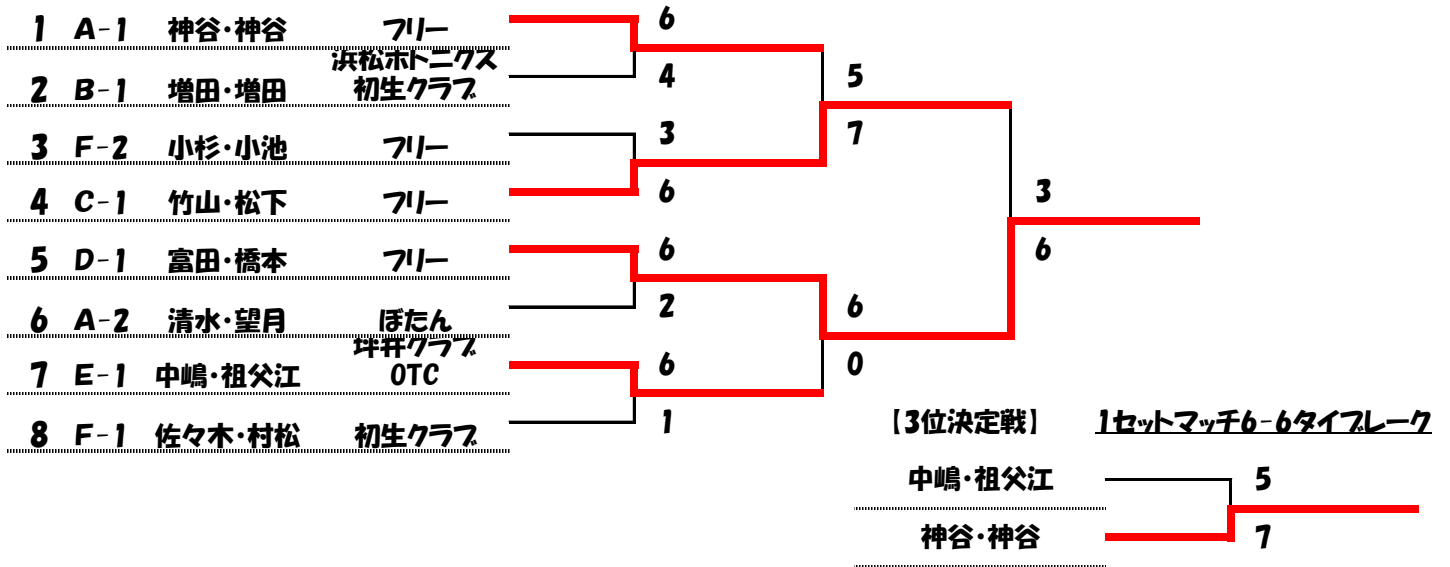 1 A-1 神谷・神谷 フリー 6
浜松ホトニクス
2 B-1 増田・増田 初生クラブ 4 5
3 F-2 小杉・小池 フリー 3 7
4 C-1 竹山・松下 フリー 6 3
5 D-1 富田・橋本 フリー 6 6
6 A-2 清水・望月 ぼたん 2 6
坪井クラブ
7 E-1 中嶋・祖父江 OTC 6 0
8 F-1 佐々木・村松 初生クラブ 1
【3位決定戦】 1セットマッチ6-6タイブレーク
中嶋・祖父江 5
神谷・神谷 7